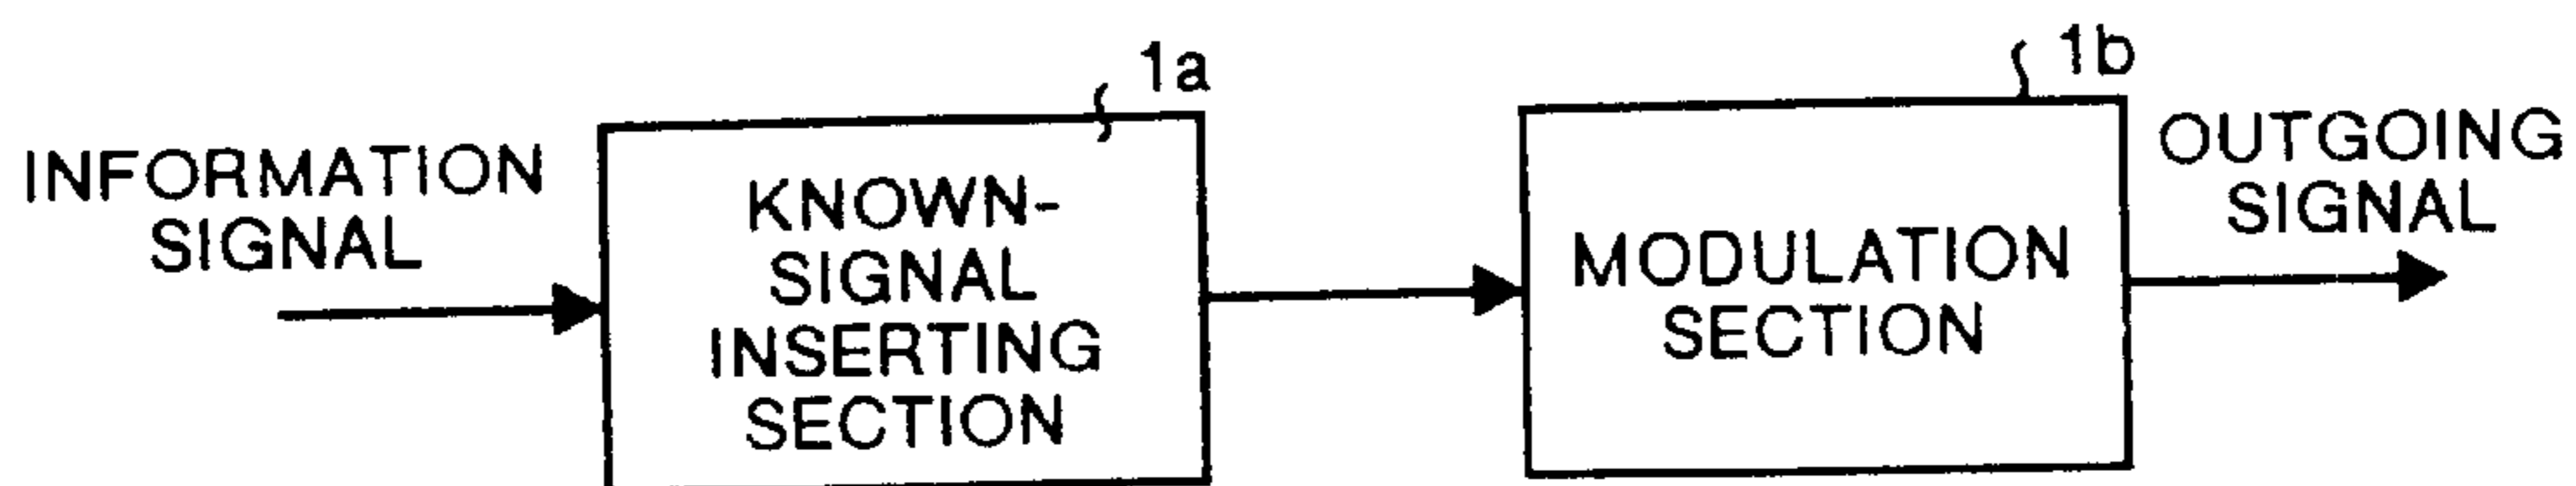 1a
1b
INFORMATION
SIGNAL
KNOWN-
SIGNAL
INSERTING
SECTION
MODULATION
SECTION
OUTGOING
SIGNAL